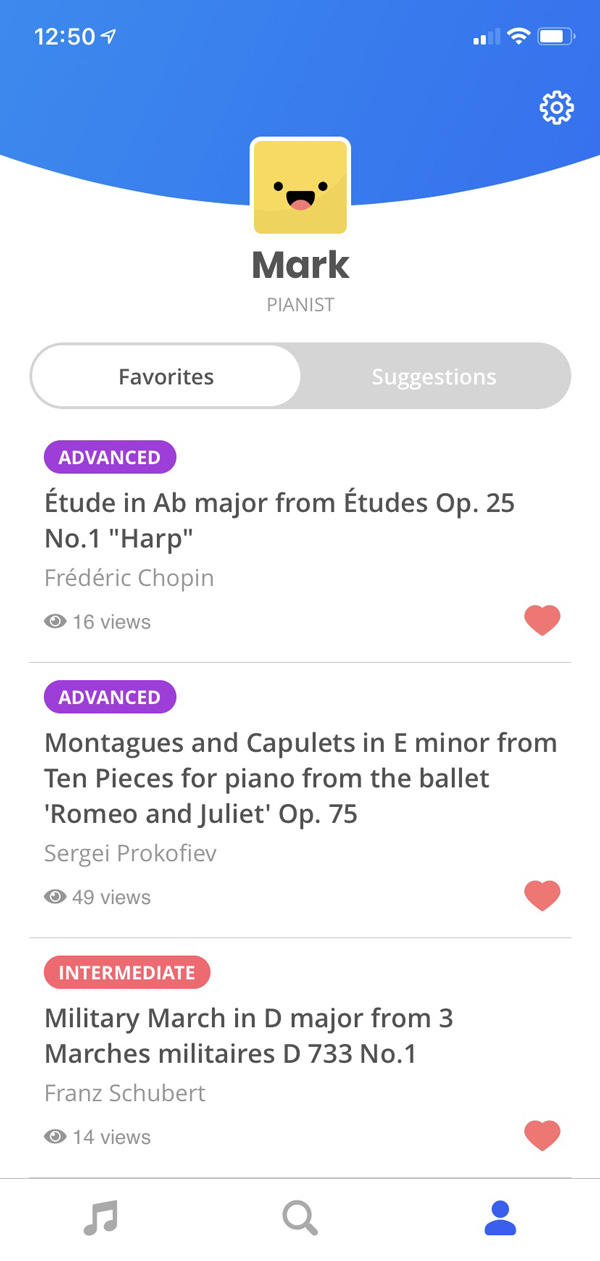 12:50
Mark
PIANIST
Favorites
Suggestions
ADVANCED
Étude in Ab major from Études Op. 25
No.1 "Harp"
Frédéric Chopin
16 views
ADVANCED
Montagues and Capulets in E minor from
Ten Pieces for piano from the ballet
'Romeo and Juliet' Op. 75
Sergei Prokofiev
49 views
INTERMEDIATE
Military March in D major from 3
Marches militaires D 733 No.1
Franz Schubert
14 views